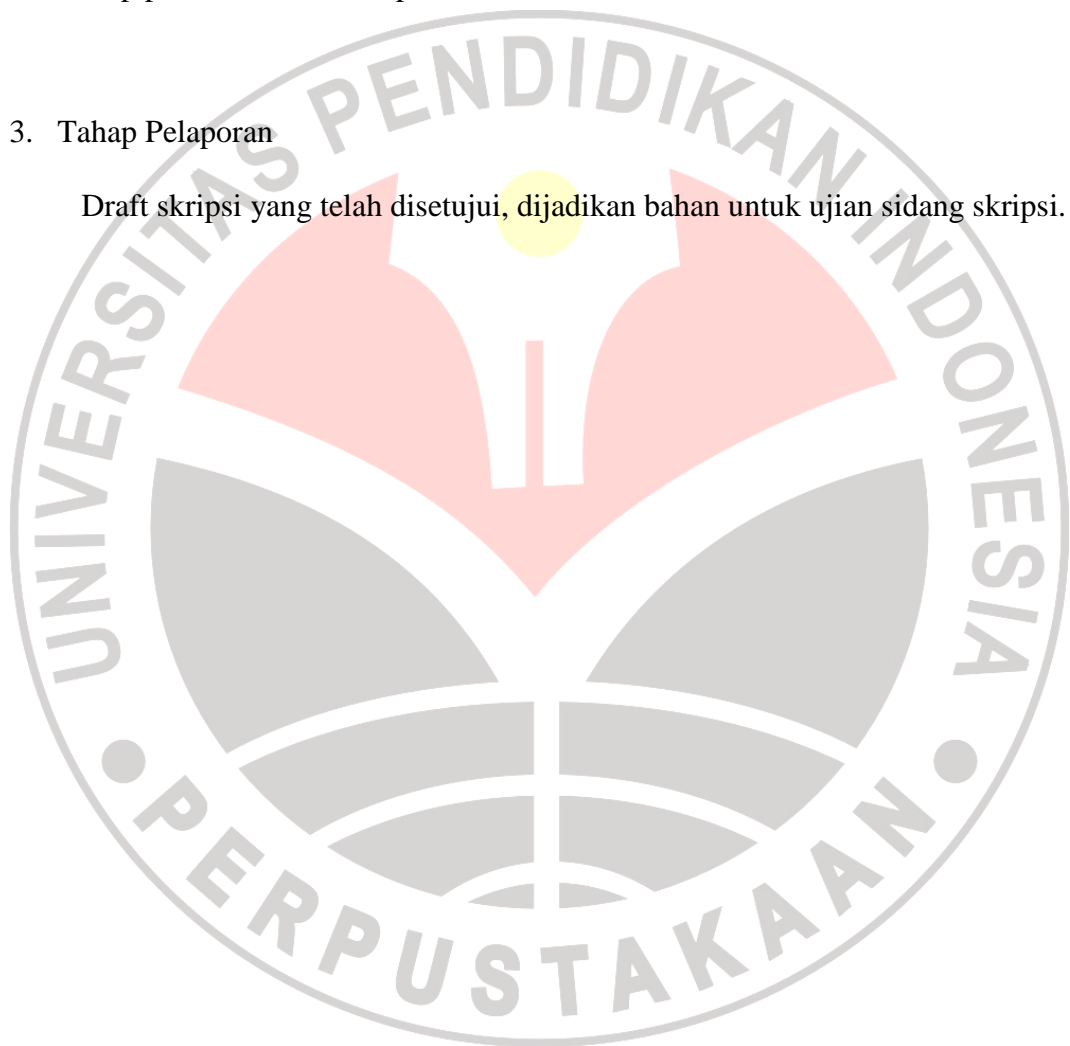 3. Tahap Pelaporan
Draft skripsi yang telah disetujui, dijadikan bahan untuk ujian sidang skripsi.
UNIVERSITAS PENDIDIKAN INDONESIA
PERPUSTAKAAN